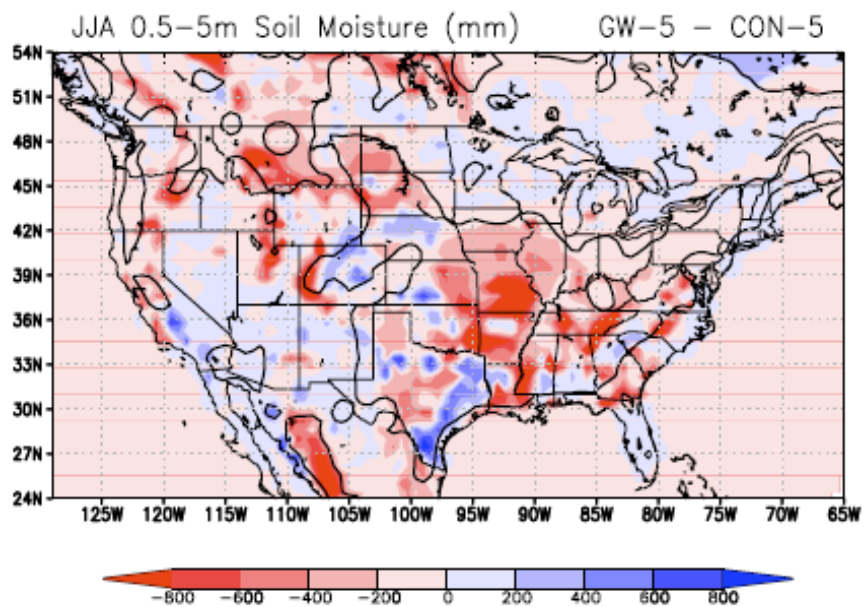 JJA 0.5-5m Soil Moisture (mm) GW-5 - CON-5
54N
51N
48N
45N
42N
39N
36N
33N
30N
27N
24N
125W 120W 115W 110W 105W 100W 95W 90W 85W 80W 75W 70W 65W
-800 -600 -400 -200 0 200 400 600 800